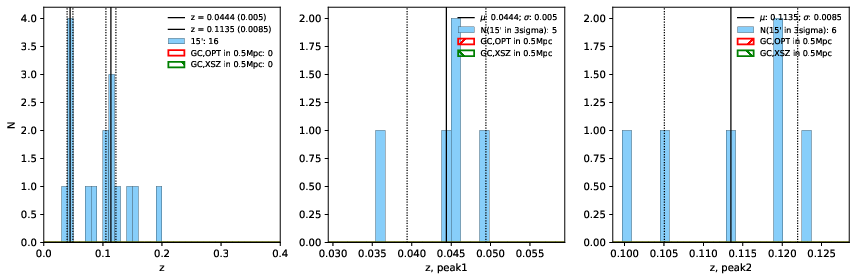 z = 0.0444 (0.005)
z = 0.1135 (0.0085)
15': 16
GC,OPT in 0.5Mpc: 0
GC,XSZ in 0.5Mpc: 0
4.0
3.5
3.0
2.5
2.0
1.5
1.0
0.5
0.0
N
0.0 0.1 0.2 0.3 0.4
z
μ: 0.0444; σ: 0.005
N(15' in 3sigma): 5
GC,OPT in 0.5Mpc
GC,XSZ in 0.5Mpc
2.00
1.75
1.50
1.25
1.00
0.75
0.50
0.25
0.00
0.030 0.035 0.040 0.045 0.050 0.055
z, peak1
μ: 0.1135; σ: 0.0085
N(15' in 3sigma): 6
GC,OPT in 0.5Mpc
GC,XSZ in 0.5Mpc
2.00
1.75
1.50
1.25
1.00
0.75
0.50
0.25
0.00
0.100 0.105 0.110 0.115 0.120 0.125
z, peak2